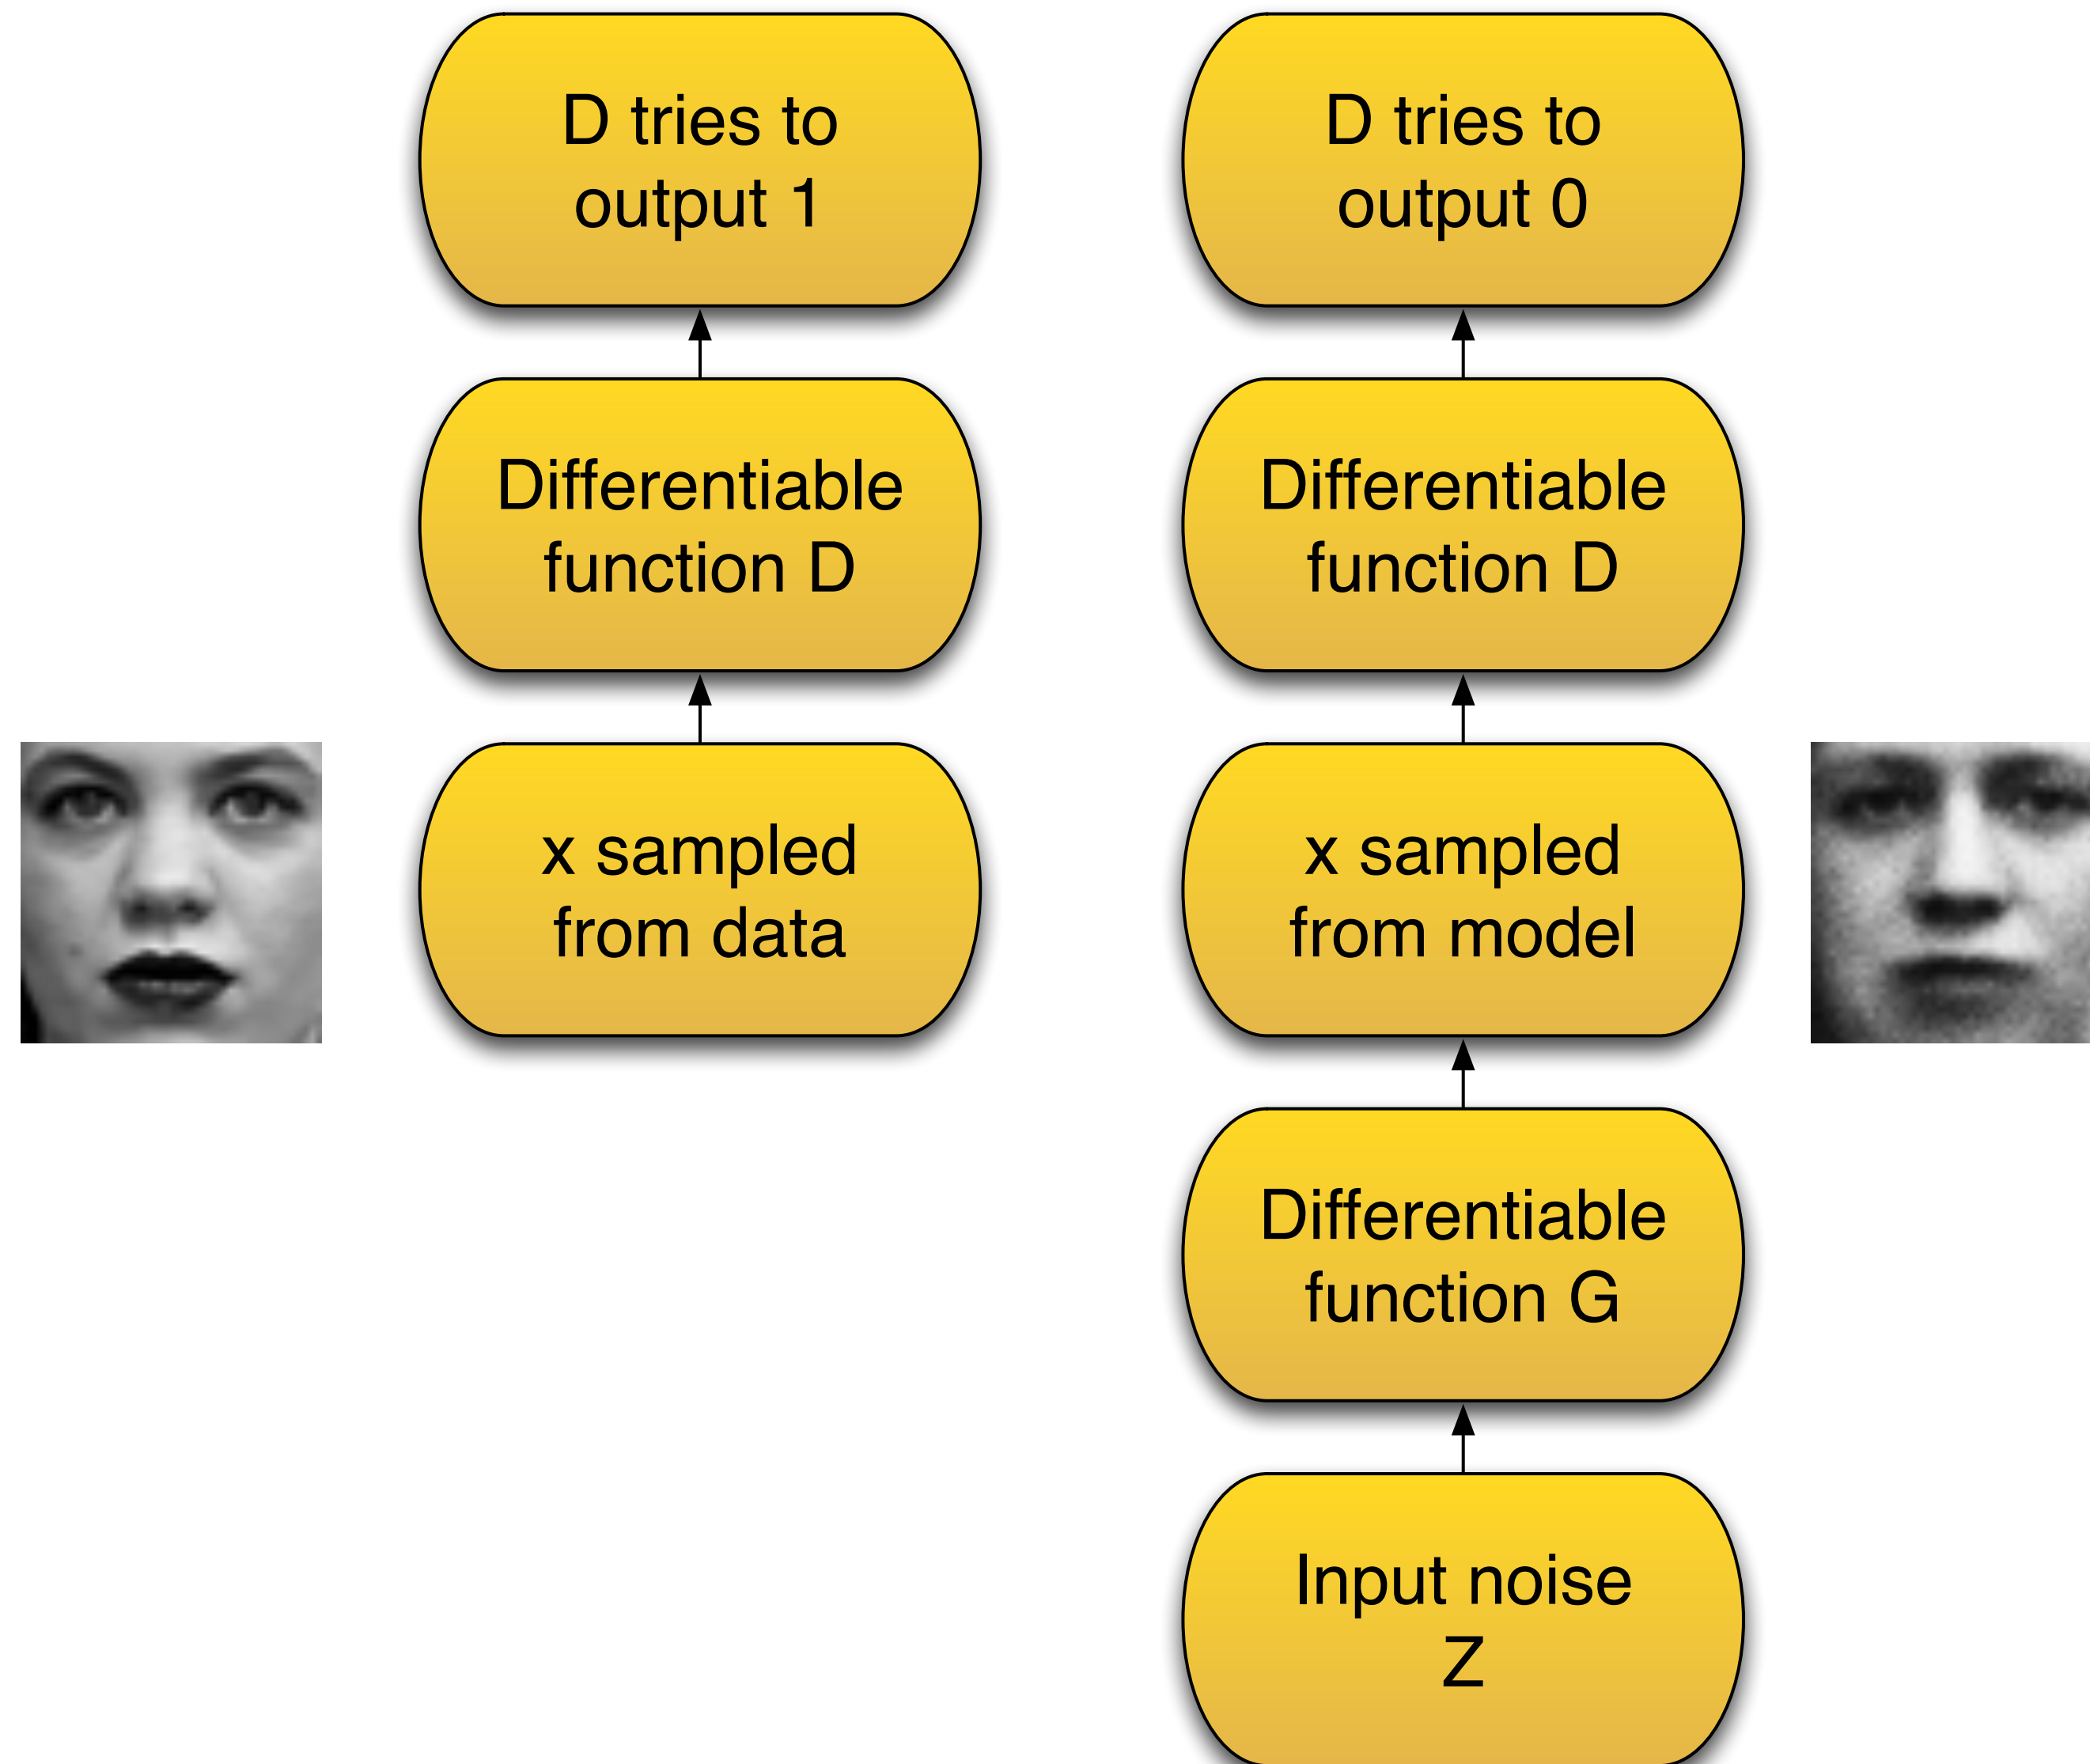 D tries to
output 1
Differentiable
function D
x sampled
from data
D tries to
output 0
Differentiable
function D
x sampled
from model
Differentiable
function G
Input noise
Z